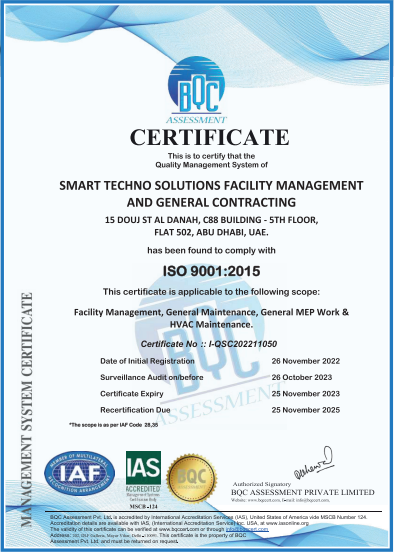 BQC
ASSESSMENT
CERTIFICATE
This is to certify that the
Quality Management System of
SMART TECHNO SOLUTIONS FACILITY MANAGEMENT
AND GENERAL CONTRACTING
15 DOUJ ST AL DANAH, C88 BUILDING - 5TH FLOOR,
FLAT 502, ABU DHABI, UAE.
has been found to comply with
ISO 9001:2015
This certificate is applicable to the following scope:
Facility Management, General Maintenance, General MEP Work &
HVAC Maintenance.
Certificate No :: I-QSC202211050
Date of Initial Registration 26 November 2022
Surveillance Audit on/before 26 October 2023
Certificate Expiry 25 November 2023
Recertification Due 25 November 2025
*The scope is as per IAF Code 28,35
MANAGEMENT SYSTEM CERTIFICATE
BQC
ASSESSMENT
MEMBER OF MULTILATERAL
IAF
RECOGNITION ARRANGEMENT
IAS
ACCREDITED
Management Systems
Certification Body
MSCB -124
BQC
Authorized Signatory
BQC ASSESSMENT PRIVATE LIMITED
Website: www.bqccert.com, E-mail: info@bqccert.com
BQC Assessment Pvt. Ltd. is accredited by International Accreditation Services (IAS), United States of America vide MSCB Number 124.
Accreditation details are available with IAS, (International Accreditation Service) Inc. USA. at www.iasonline.org
The validity of this certificate can be verified at www.bqccert.com or through info@bqccert.com
This certificate is the property of BQC
Assessment Pvt. Ltd. and must be returned on request.